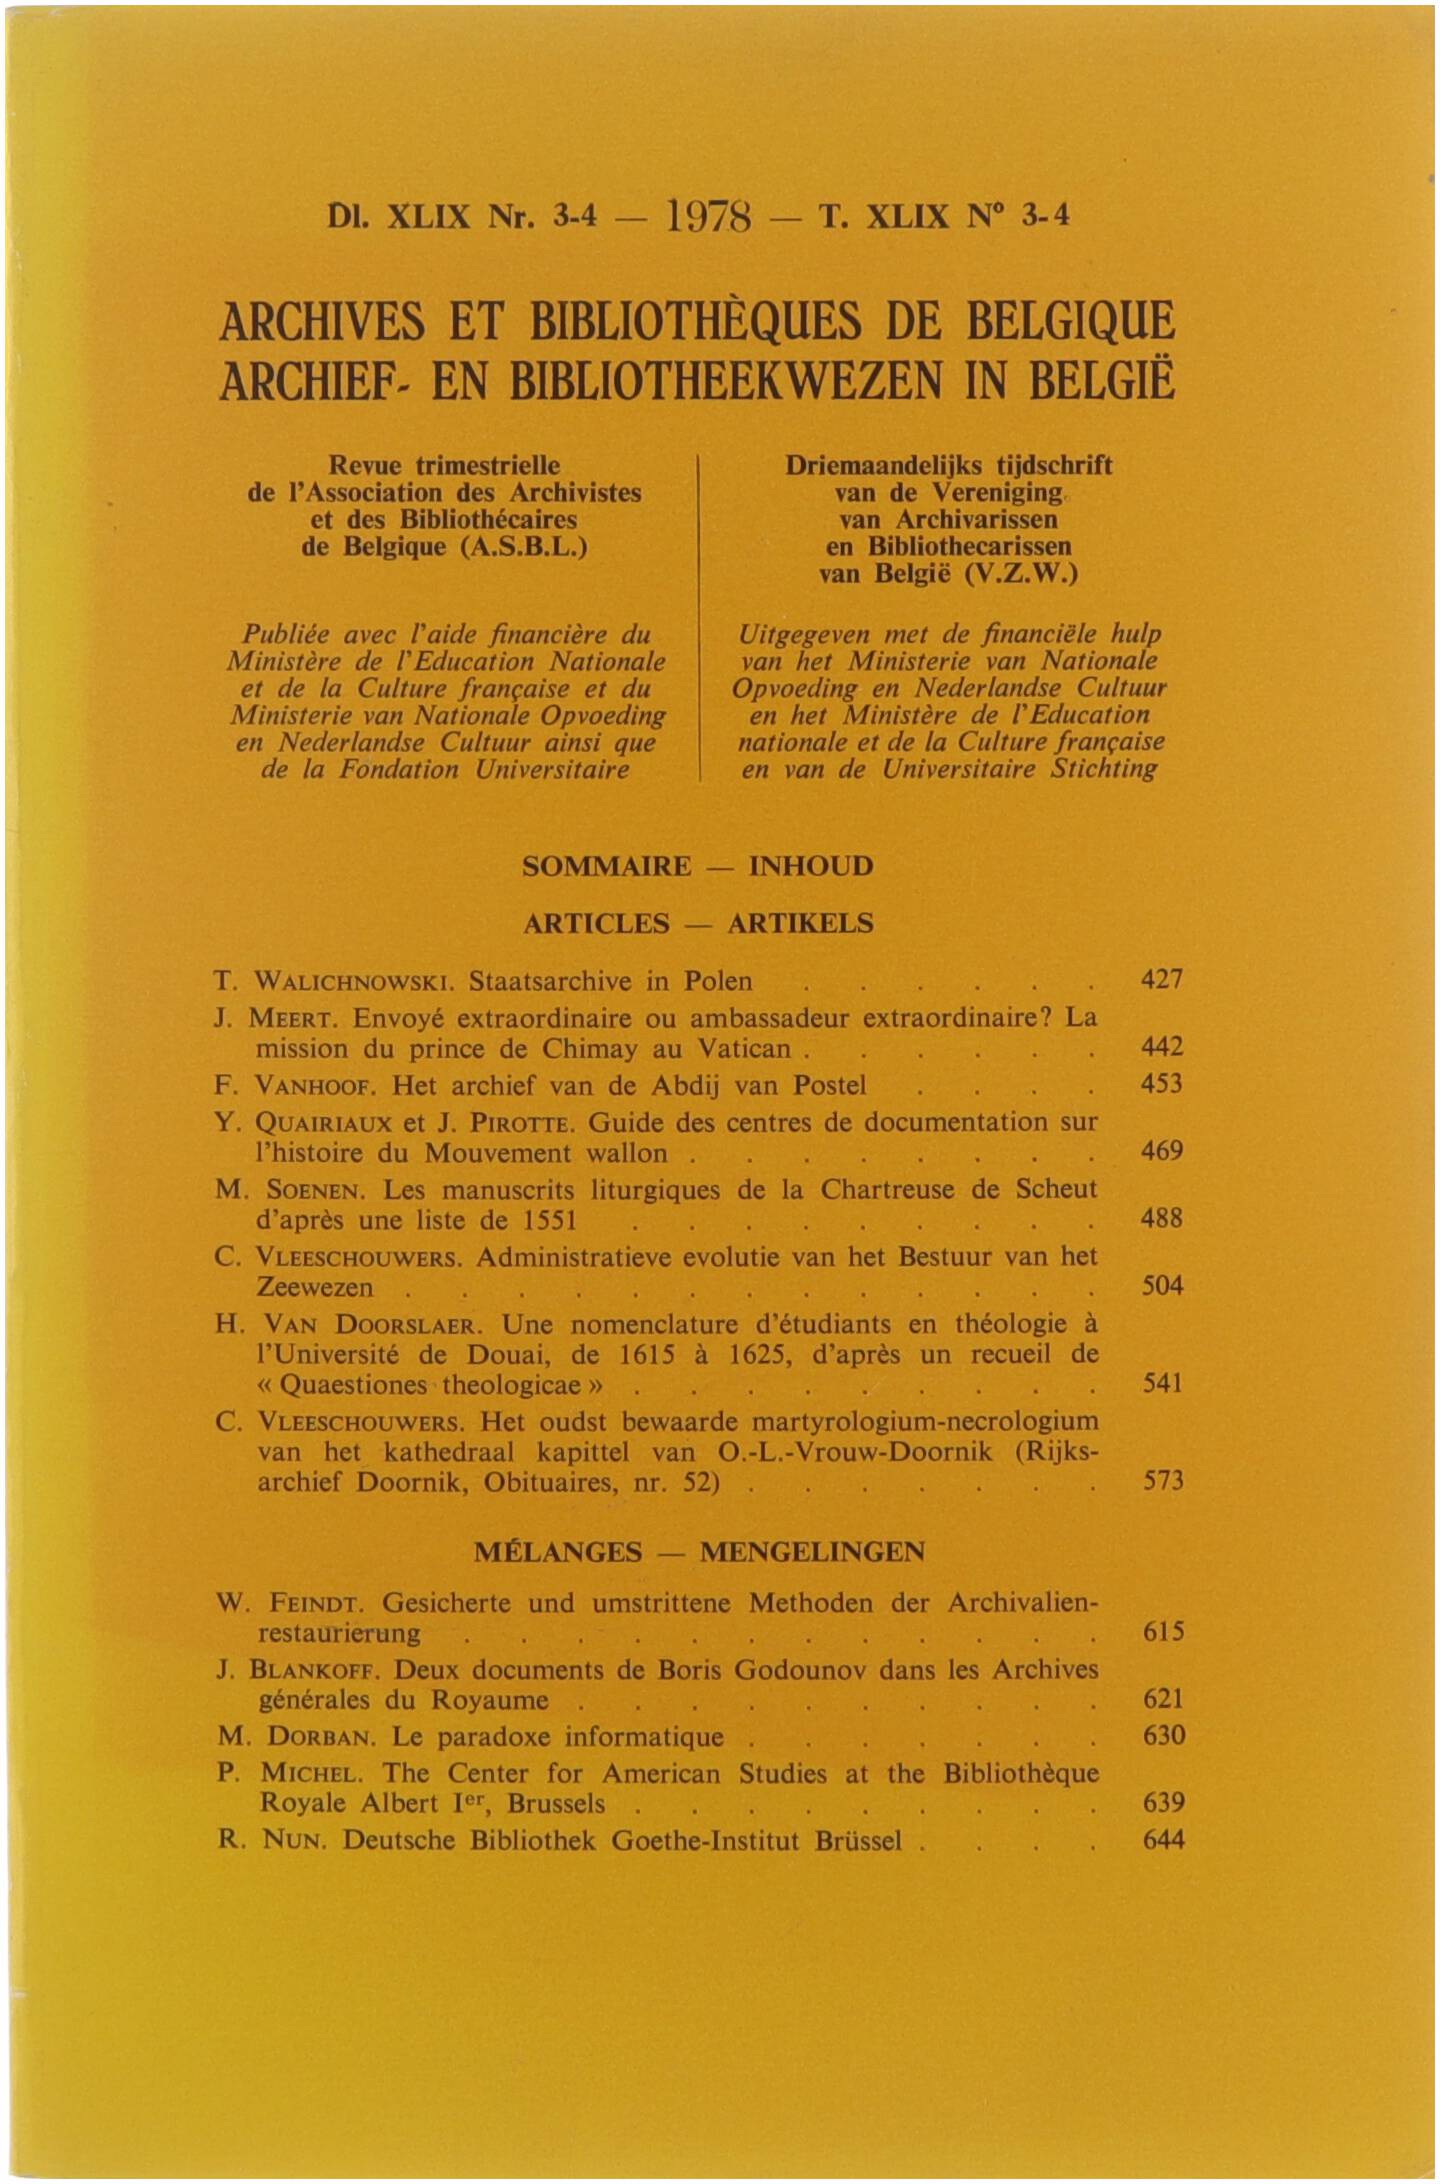 Dl. XLIX Nr. 3-4 — 1978 — T. XLIX Nº 3-4
ARCHIVES ET BIBLIOTHÈQUES DE BELGIQUE
ARCHIEF- EN BIBLIOTHEEKWEZEN IN BELGIË
Revue trimestrielle
de l'Association des Archivistes
et des Bibliothécaires
de Belgique (A.S.B.L.)
Publiée avec l'aide financière du
Ministère de l'Education Nationale
et de la Culture française et du
Ministerie van Nationale Opvoeding
en Nederlandse Cultuur ainsi que
de la Fondation Universitaire
Driemaandelijks tijdschrift
van de Vereniging
van Archivarissen
en Bibliothecarissen
van België (V.Z.W.)
Uitgegeven met de financiële hulp
van het Ministerie van Nationale
Opvoeding en Nederlandse Cultuur
en het Ministère de l'Education
nationale et de la Culture française
en van de Universitaire Stichting
SOMMAIRE — INHOUD
ARTICLES — ARTIKELS
T. WALICHNOWSKI. Staatsarchive in Polen . . . . . . 427
J. MEERT. Envoyé extraordinaire ou ambassadeur extraordinaire? La
mission du prince de Chimay au Vatican . . . . . . 442
F. VANHOOF. Het archief van de Abdij van Postel . . . . 453
Y. QUAIRIAUX et J. PIROTTE. Guide des centres de documentation sur
l'histoire du Mouvement wallon . . . . . . . . 469
M. SOENEN. Les manuscrits liturgiques de la Chartreuse de Scheut
d'après une liste de 1551 . . . . . . . . . 488
C. VLEESCHOUWERS. Administratieve evolutie van het Bestuur van het
Zeewezen . . . . . . . . . . . . . 504
H. VAN DOORSLAER. Une nomenclature d'étudiants en théologie à
l'Université de Douai, de 1615 à 1625, d'après un recueil de
« Quaestiones theologicae » . . . . . . . . . 541
C. VLEESCHOUWERS. Het oudst bewaarde martyrologium-necrologium
van het kathedraal kapittel van O.-L.-Vrouw-Doornik (Rijks-
archief Doornik, Obituaires, nr. 52) . . . . . . . 573
MÉLANGES — MENGELINGEN
W. FEINDT. Gesicherte und umstrittene Methoden der Archivalien-
restaurierung . . . . . . . . . . . . 615
J. BLANKOFF. Deux documents de Boris Godounov dans les Archives
générales du Royaume . . . . . . . . . . 621
M. DORBAN. Le paradoxe informatique . . . . . . . 630
P. MICHEL. The Center for American Studies at the Bibliothèque
Royale Albert Ier, Brussels . . . . . . . . . 639
R. NUN. Deutsche Bibliothek Goethe-Institut Brüssel . . . . 644